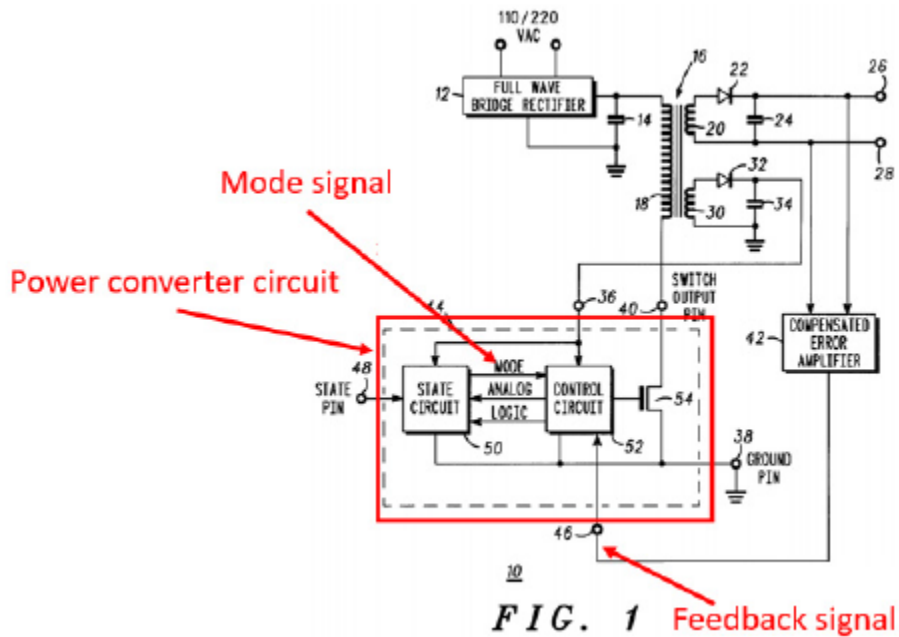 110/220
VAC
16
22
26
12
FULL WAVE
BRIDGE RECTIFIER
14
20
24
28
Mode signal
32
18
30
34
Power converter circuit
36
SWITCH
OUTPUT
PIN
40
44
42
COMPENSATED
ERROR
AMPLIFIER
48
STATE
PIN
STATE
CIRCUIT
MODE
ANALOG
LOGIC
CONTROL
CIRCUIT
54
50
52
38
GROUND
PIN
46
10
FIG. 1
Feedback signal